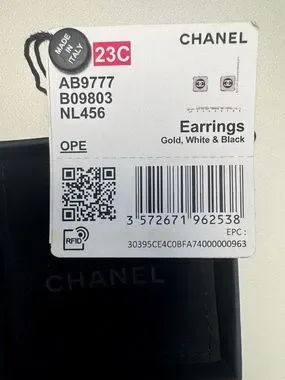 MADE IN ITALY
23C
CHANEL
AB9777
B09803
NL456
Earrings
Gold, White & Black
OPE
3 572671 962538
RFID
EPC :
30395CE4C0BFA74000000963
CHANEL